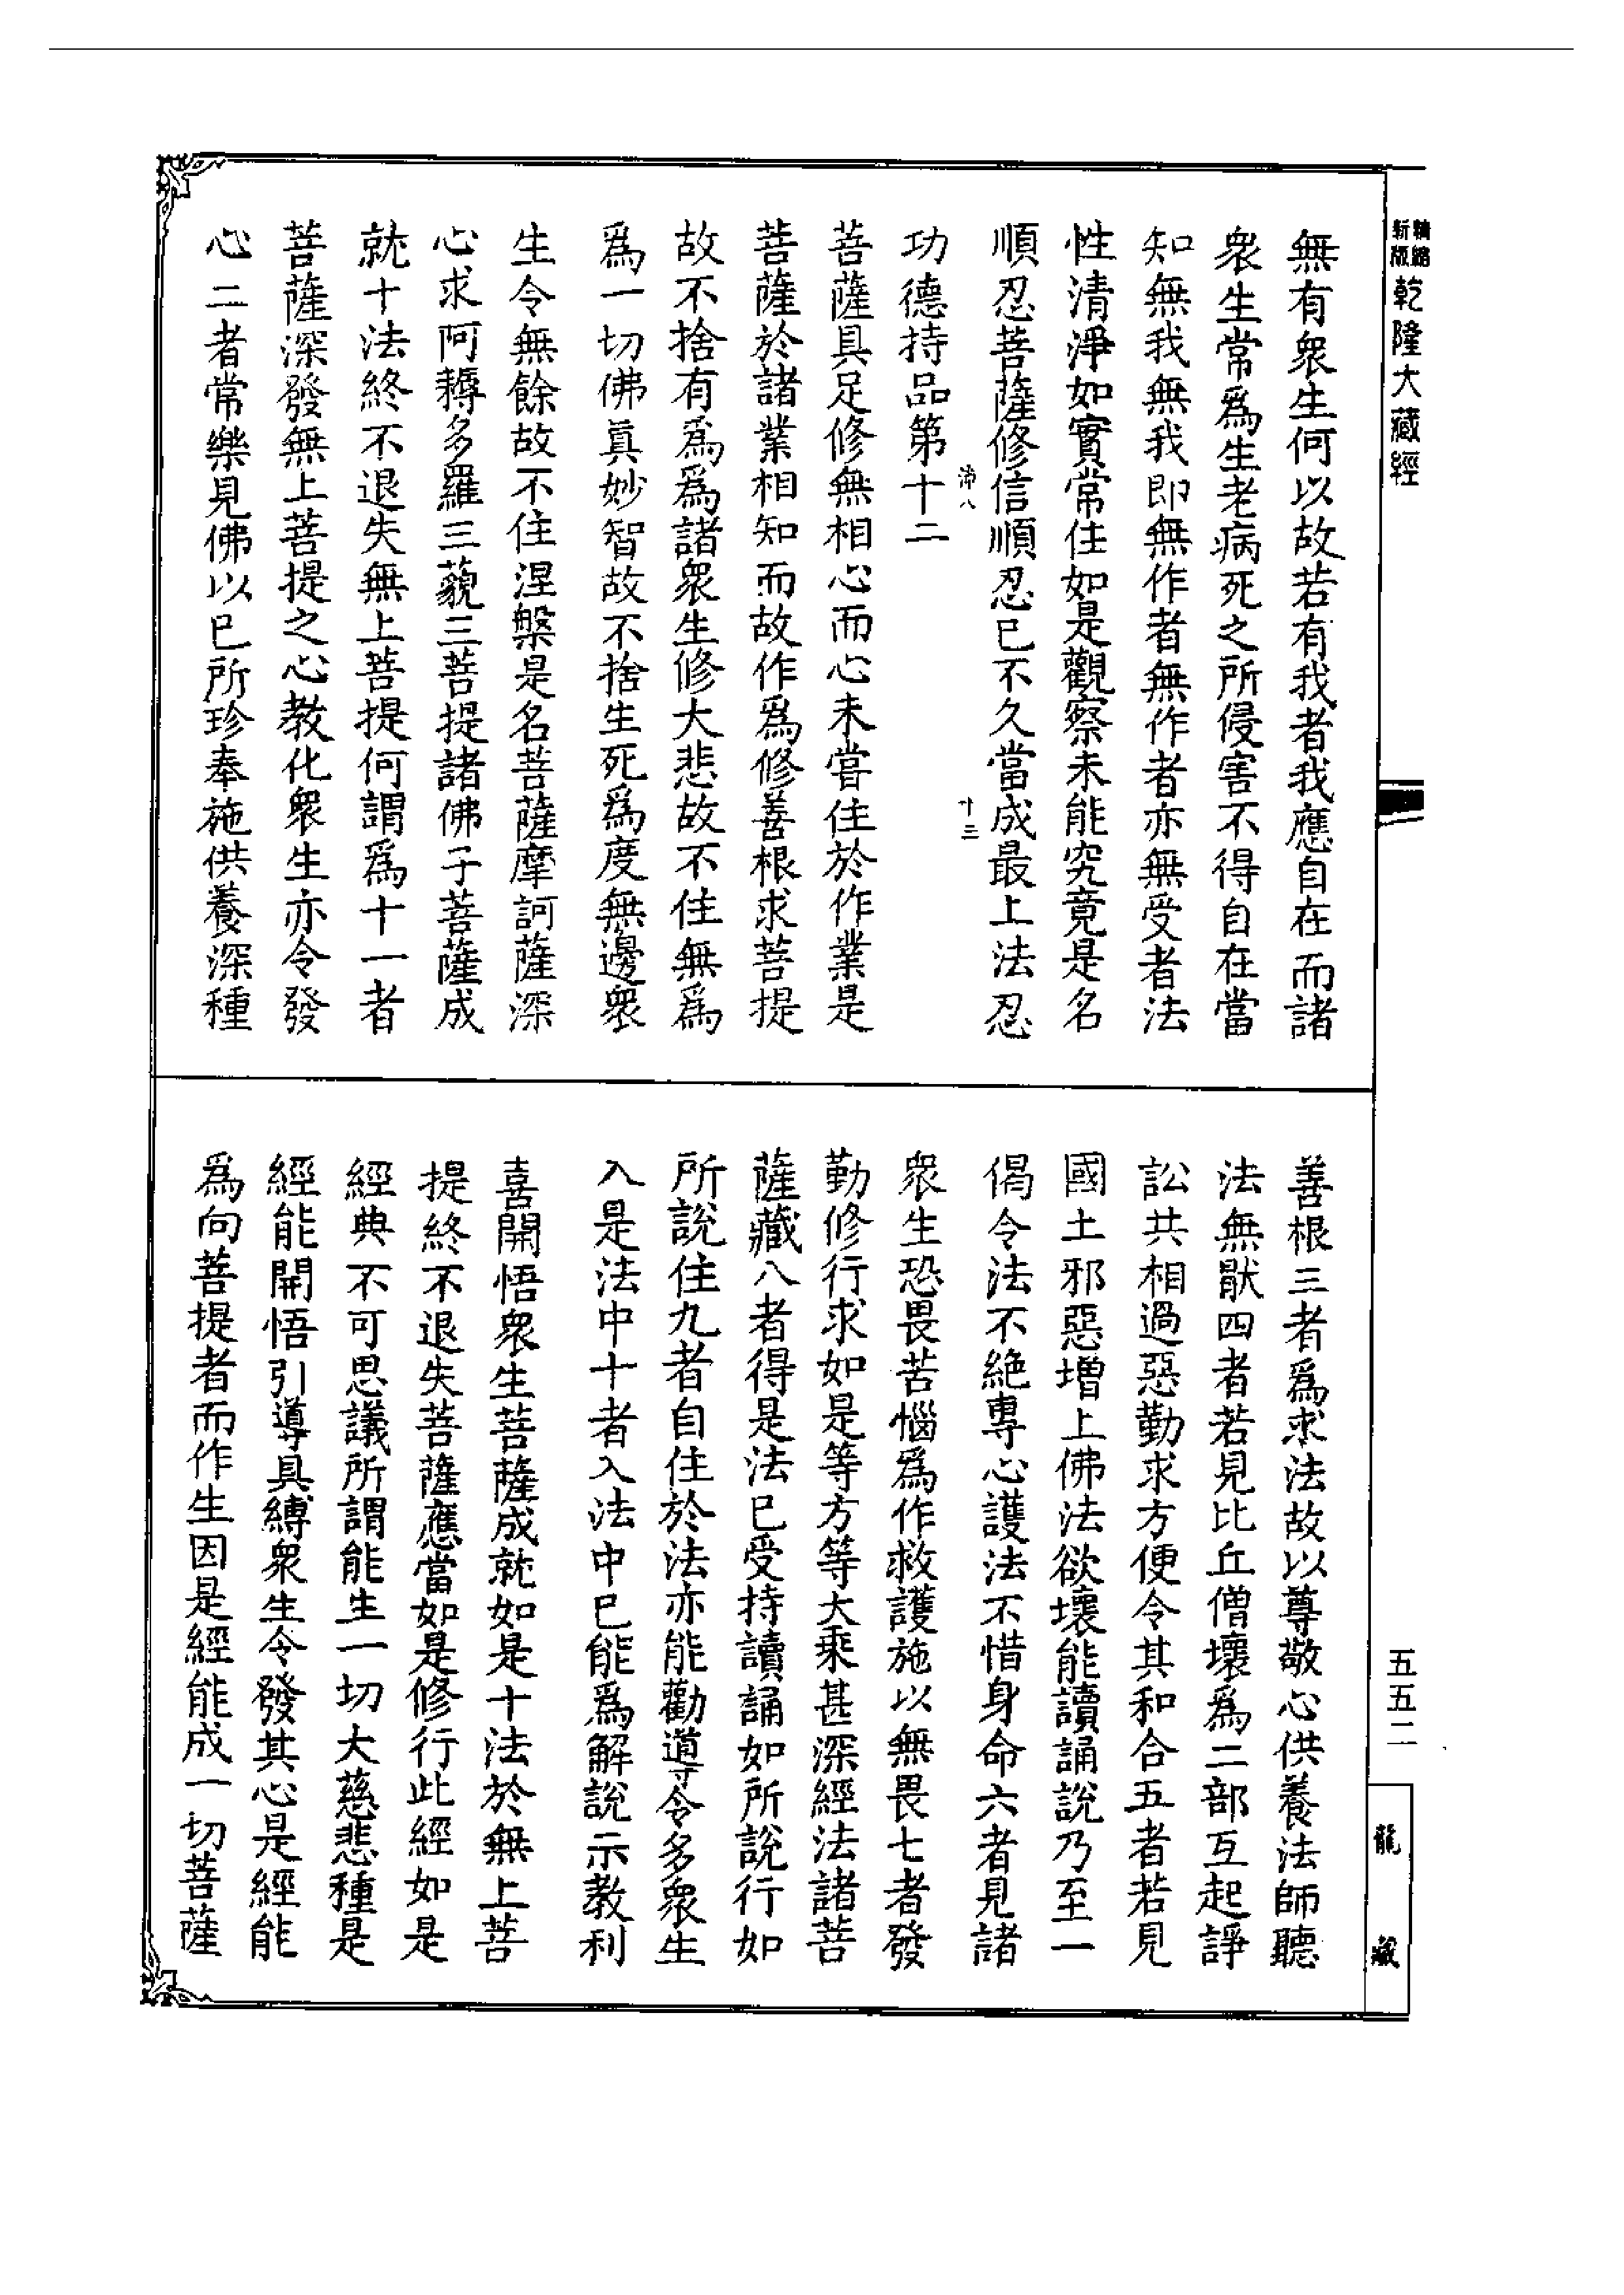 新版
精縮
乾隆大藏經
無有衆生何以故若有我者我應自在而諸
衆生常爲生老病死之所侵害不得自在當
知無我無我即無作者無作者亦無受者法
性清淨如實常住如是觀察未能究竟是名
順忍菩薩修信順忍已不久當成最上法忍
沛八
十三
功德持品第十二
菩薩具足修無相心而心未甞住於作業是
菩薩於諸業相知而故作爲修善根求菩提
故不捨有爲爲諸衆生修大悲故不住無爲
爲一切佛眞妙智故不捨生死爲度無邊衆
生令無餘故不住涅槃是名菩薩摩訶薩深
心求阿耨多羅三藐三菩提諸佛子菩薩成
就十法終不退失無上菩提何謂爲十一者
菩薩深發無上菩提之心教化衆生亦令發
心二者常樂見佛以已所珍奉施供養深種
善根三者爲求法故以尊敬心供養法師聽
法無猒四者若見比丘僧壞爲二部互起諍
訟共相過惡勤求方便令其和合五者若見
國土邪惡增上佛法欲壞能讀誦說乃至一
偈令法不絶專心護法不惜身命六者見諸
衆生恐畏苦惱爲作救護施以無畏七者發
勤修行求如是等方等大乘甚深經法諸菩
薩藏八者得是法已受持讀誦如所說行如
所說住九者自住於法亦能勸導令多衆生
入是法中十者入法中已能爲解說示教利
喜開悟衆生菩薩成就如是十法於無上菩
提終不退失菩薩應當如是修行此經如是
經典不可思議所謂能生一切大慈悲種是
經能開悟引導具縛衆生令發其心是經能
爲向菩提者而作生因是經能成一切菩薩
五五二
龍藏